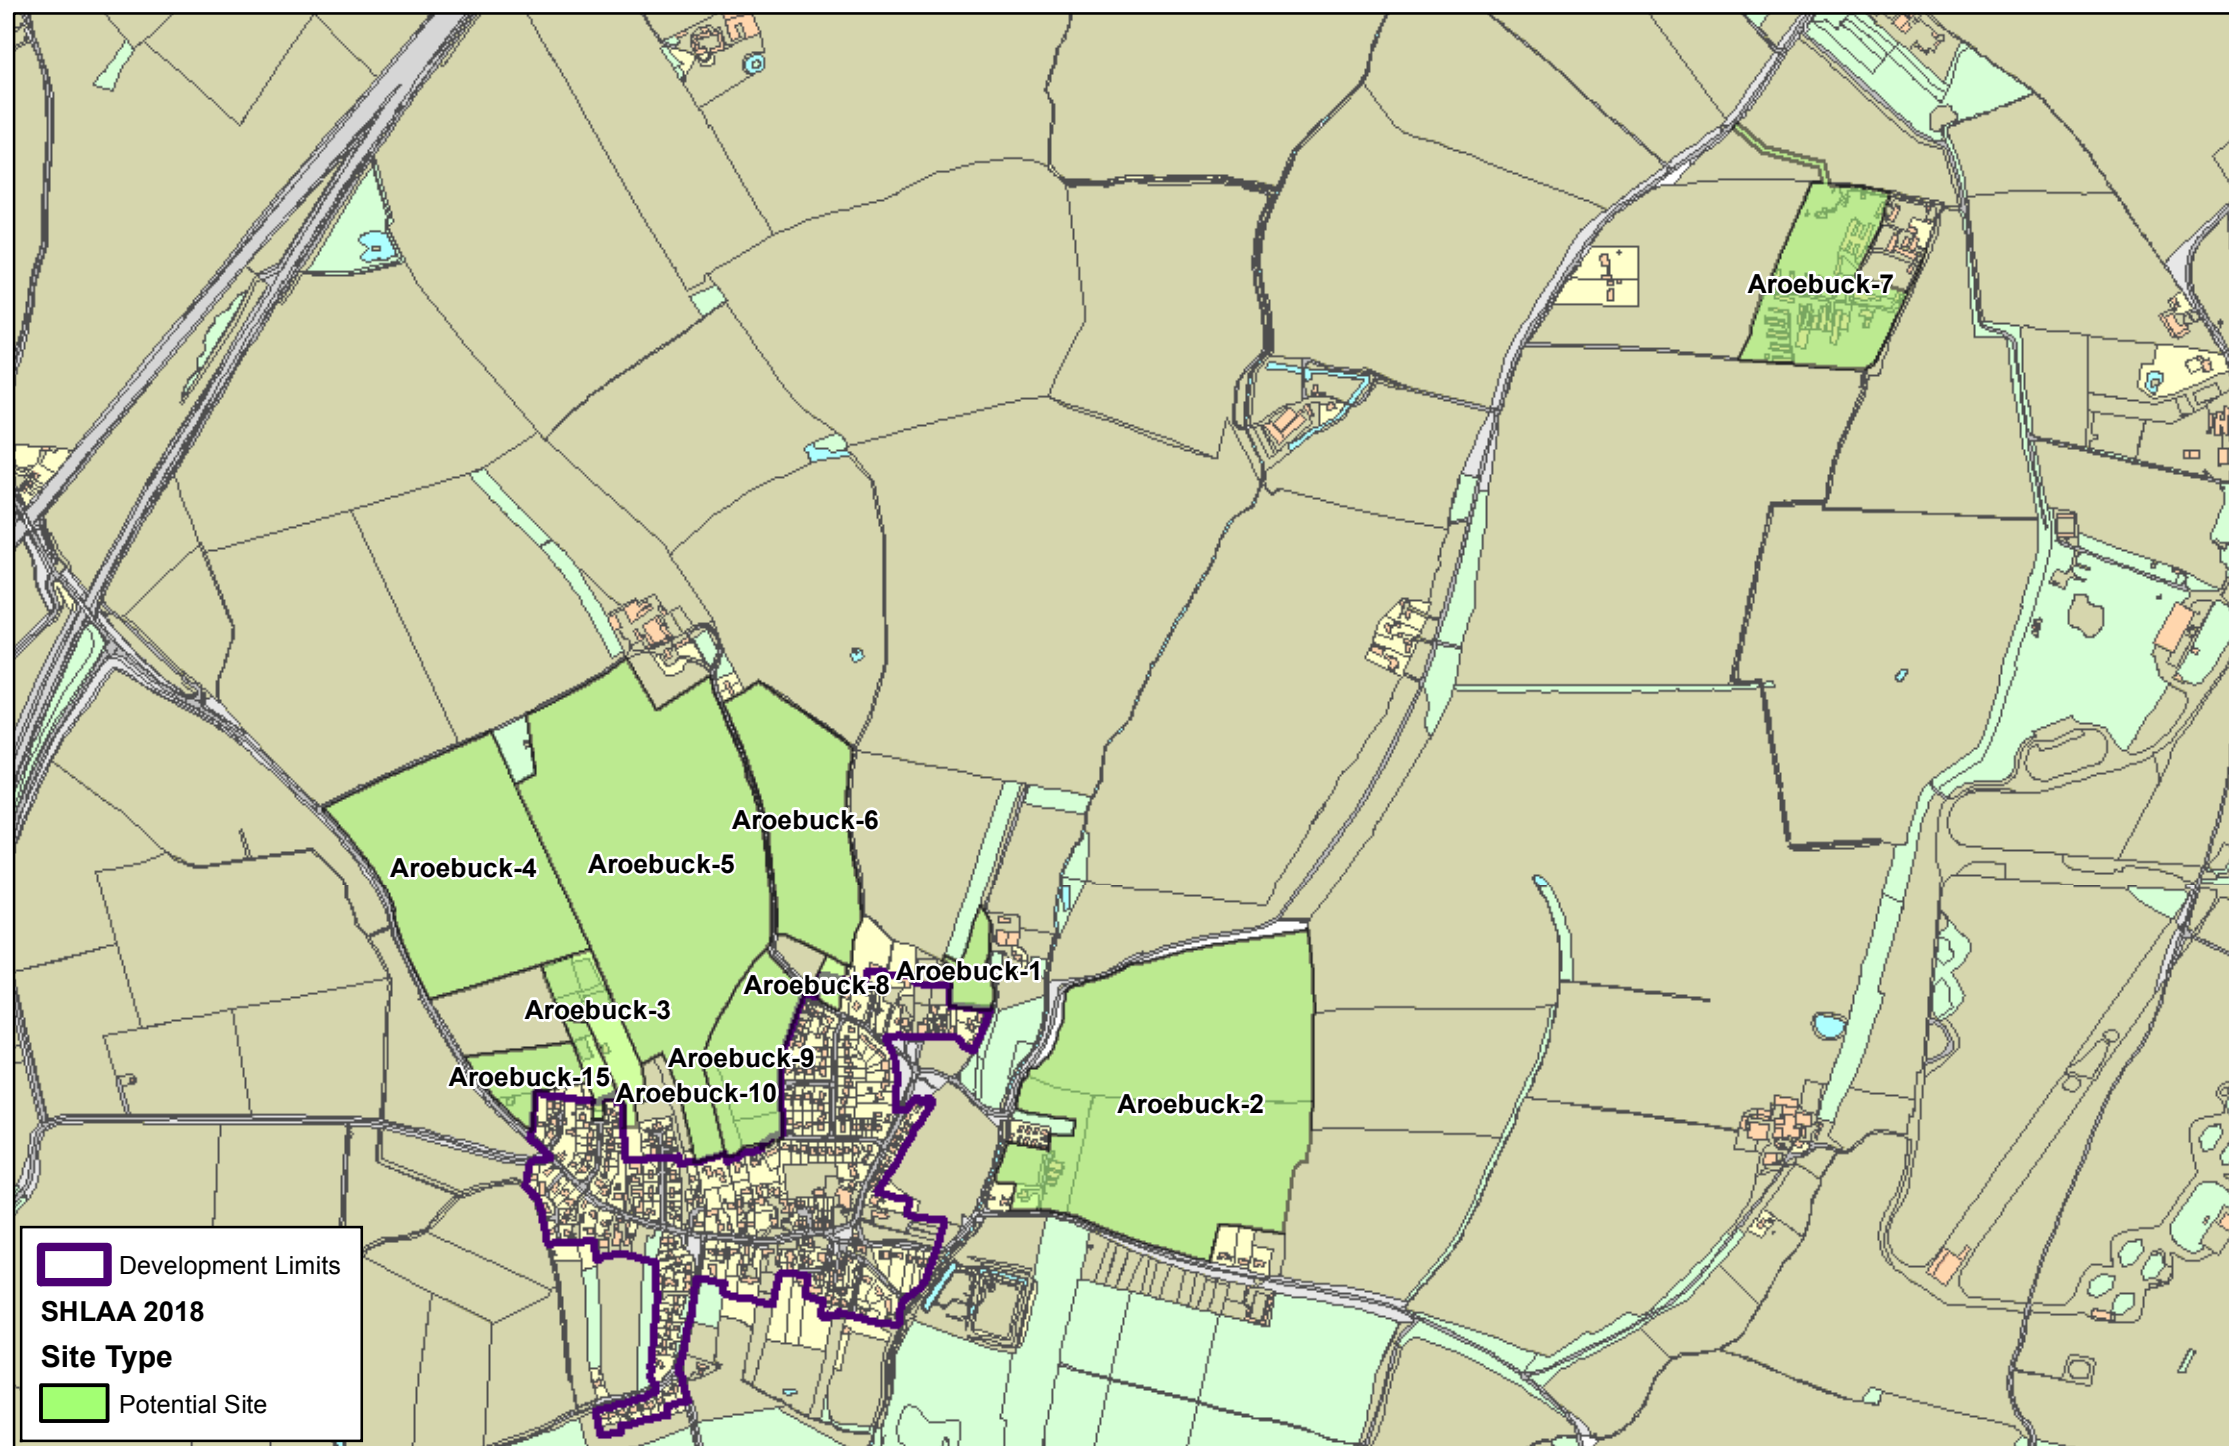 Aroebuck-7
Aroebuck-6
Aroebuck-4
Aroebuck-5
Aroebuck-1
Aroebuck-8
Aroebuck-3
Aroebuck-9
Aroebuck-15
Aroebuck-10
Aroebuck-2
Development Limits
SHLAA 2018
Site Type
Potential Site